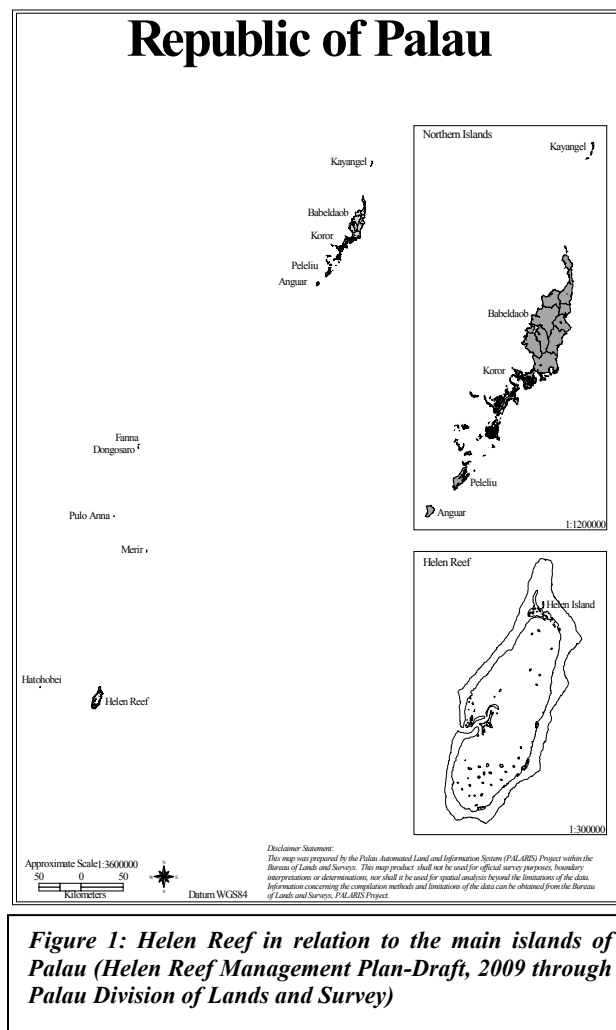 Republic of Palau
Kayangel
Babeldaob
Koror
Peleliu
Anguar
Fanna
Dongosaro
Pulo Anna
Merir
Hatohobei
Helen Reef
Northern Islands
Kayangel
Babeldaob
Koror
Peleliu
Anguar
1:1200000
Helen Reef
Helen Island
1:300000
Approximate Scale 1:3600000
50 0 50
Kilometers
N
W E
S
Datum WGS84
Disclaimer Statement:
This map was prepared by the Palau Automated Land and Information System (PALARIS) Project within the
Bureau of Lands and Surveys. This map product shall not be used for official survey purposes, boundary
interpretations or determinations, nor shall it be used for spatial analysis beyond the limitations of the data.
Information concerning the compilation methods and limitations of the data can be obtained from the Bureau
of Lands and Surveys, PALARIS Project.
Figure 1: Helen Reef in relation to the main islands of
Palau (Helen Reef Management Plan-Draft, 2009 through
Palau Division of Lands and Survey)